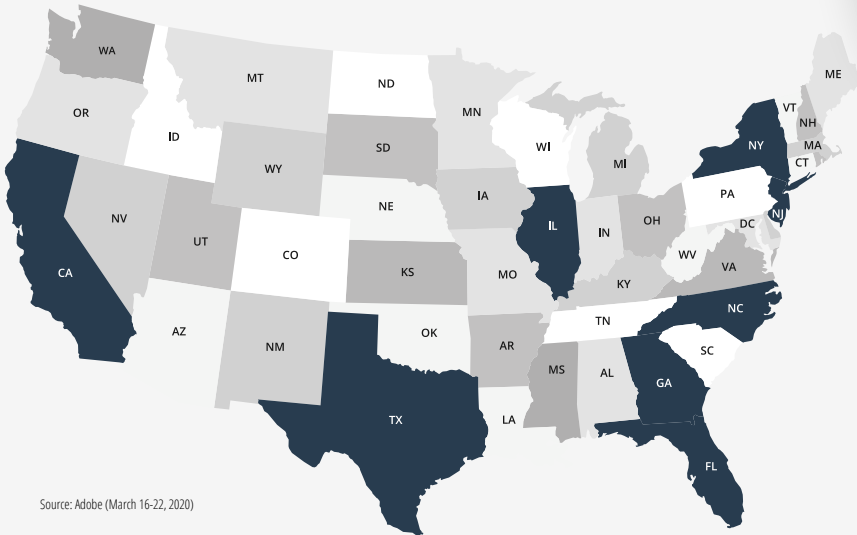 WA
MT
ND
MN
ME
OR
ID
SD
WI
VT
NH
NY
MA
CT
WY
MI
IA
PA
NE
NV
UT
CO
IL
IN
OH
NJ
DC
CA
KS
MO
WV
VA
KY
NC
AZ
NM
OK
TN
AR
SC
MS
AL
GA
TX
LA
FL
Source: Adobe (March 16-22, 2020)